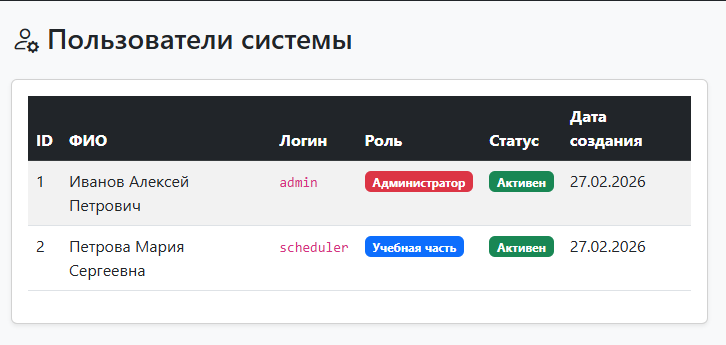 Пользователи системы
Дата
ID ФИО Логин Роль Статус создания
1 Иванов Алексей admin Администратор Активен 27.02.2026
Петрович
2 Петрова Мария scheduler Учебная часть Активен 27.02.2026
Сергеевна